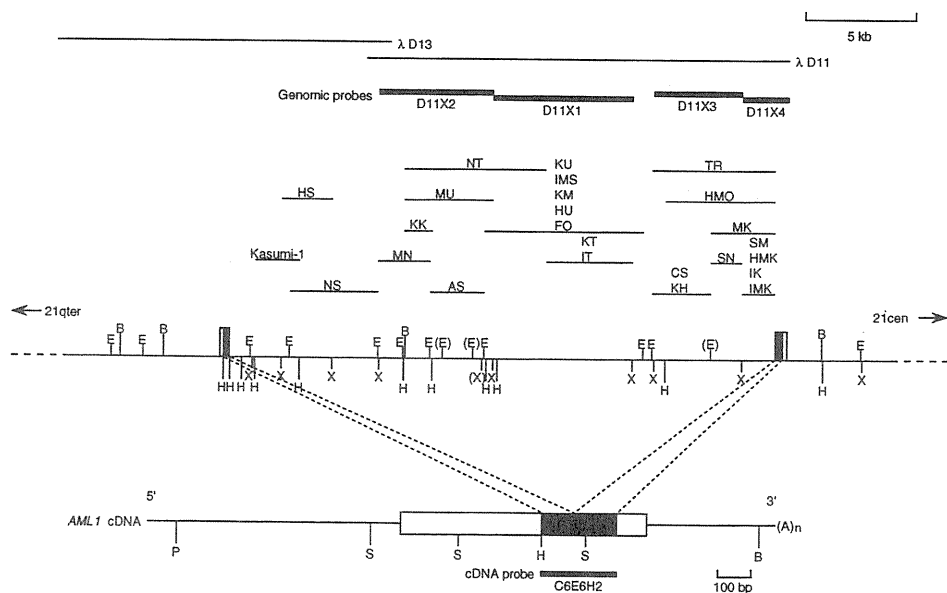 5 kb
λ D13
λ D11
Genomic probes
D11X2
D11X1
D11X3
D11X4
NT
KU
TR
IMS
HS
MU
KM
HMO
HU
KK
FO
MK
KT
SM
Kasumi-1
MN
IT
SN
HMK
CS
IK
NS
AS
KH
IMK
21qter
21cen
E B E B E E E E B E (E) (E) E E E (E) B E
H H H X H X H X X H H (X) H X H X X H X H X
5'
3'
AML1 cDNA
(A)n
P S S H S B
cDNA probe
C6E6H2
100 bp